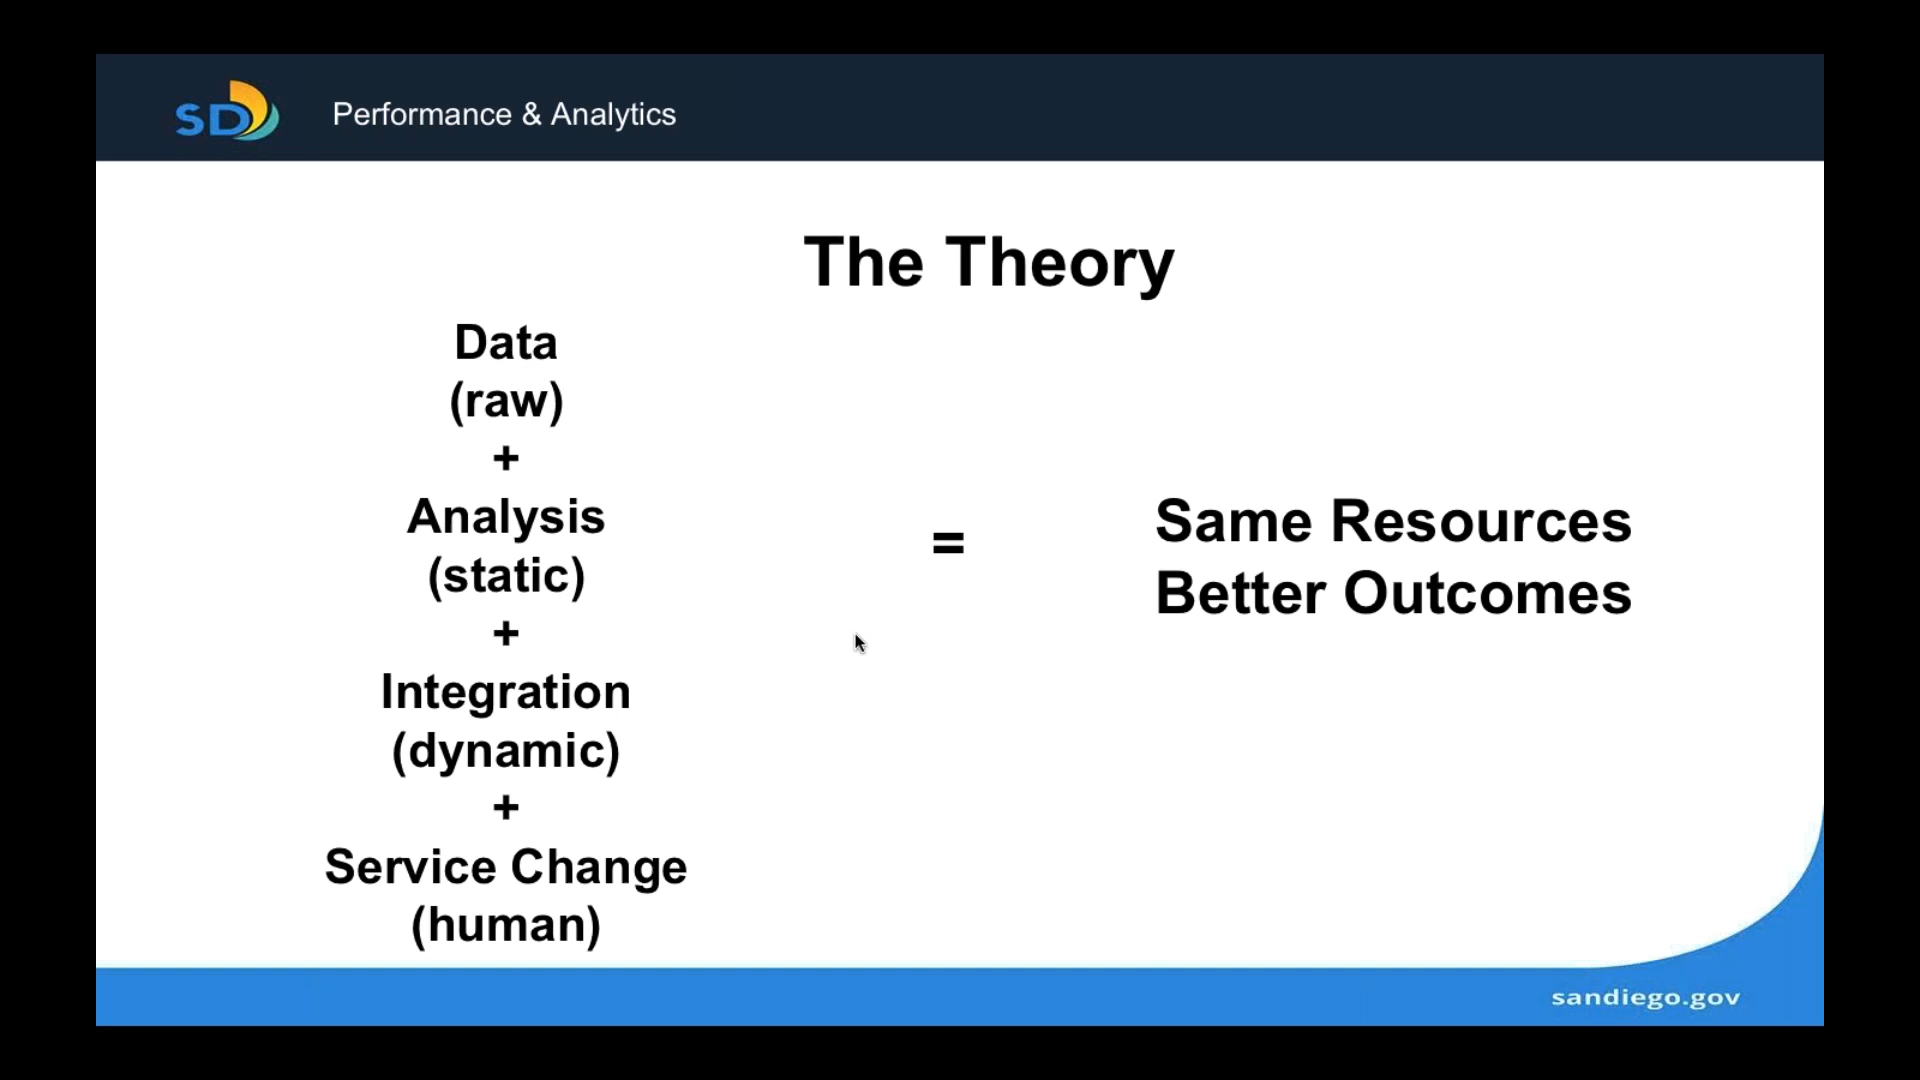 SD
Performance & Analytics
The Theory
Data
(raw)
+
Analysis
(static)
+
Integration
(dynamic)
+
Service Change
(human)
=
Same Resources
Better Outcomes
sandiego.gov